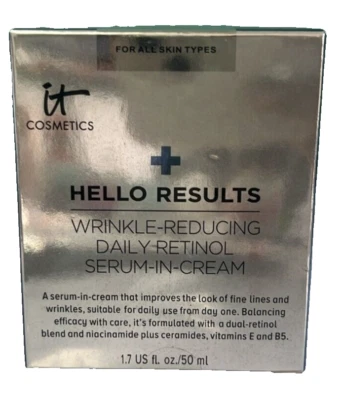 FOR ALL SKIN TYPES
it
COSMETICS
HELLO RESULTS
WRINKLE-REDUCING
DAILY RETINOL
SERUM-IN-CREAM
A serum-in-cream that improves the look of fine lines and
wrinkles, suitable for daily use from day one. Balancing
efficacy with care, it's formulated with a dual-retinol
blend and niacinamide plus ceramides, vitamins E and B5.
1.7 US fl. oz./50 ml